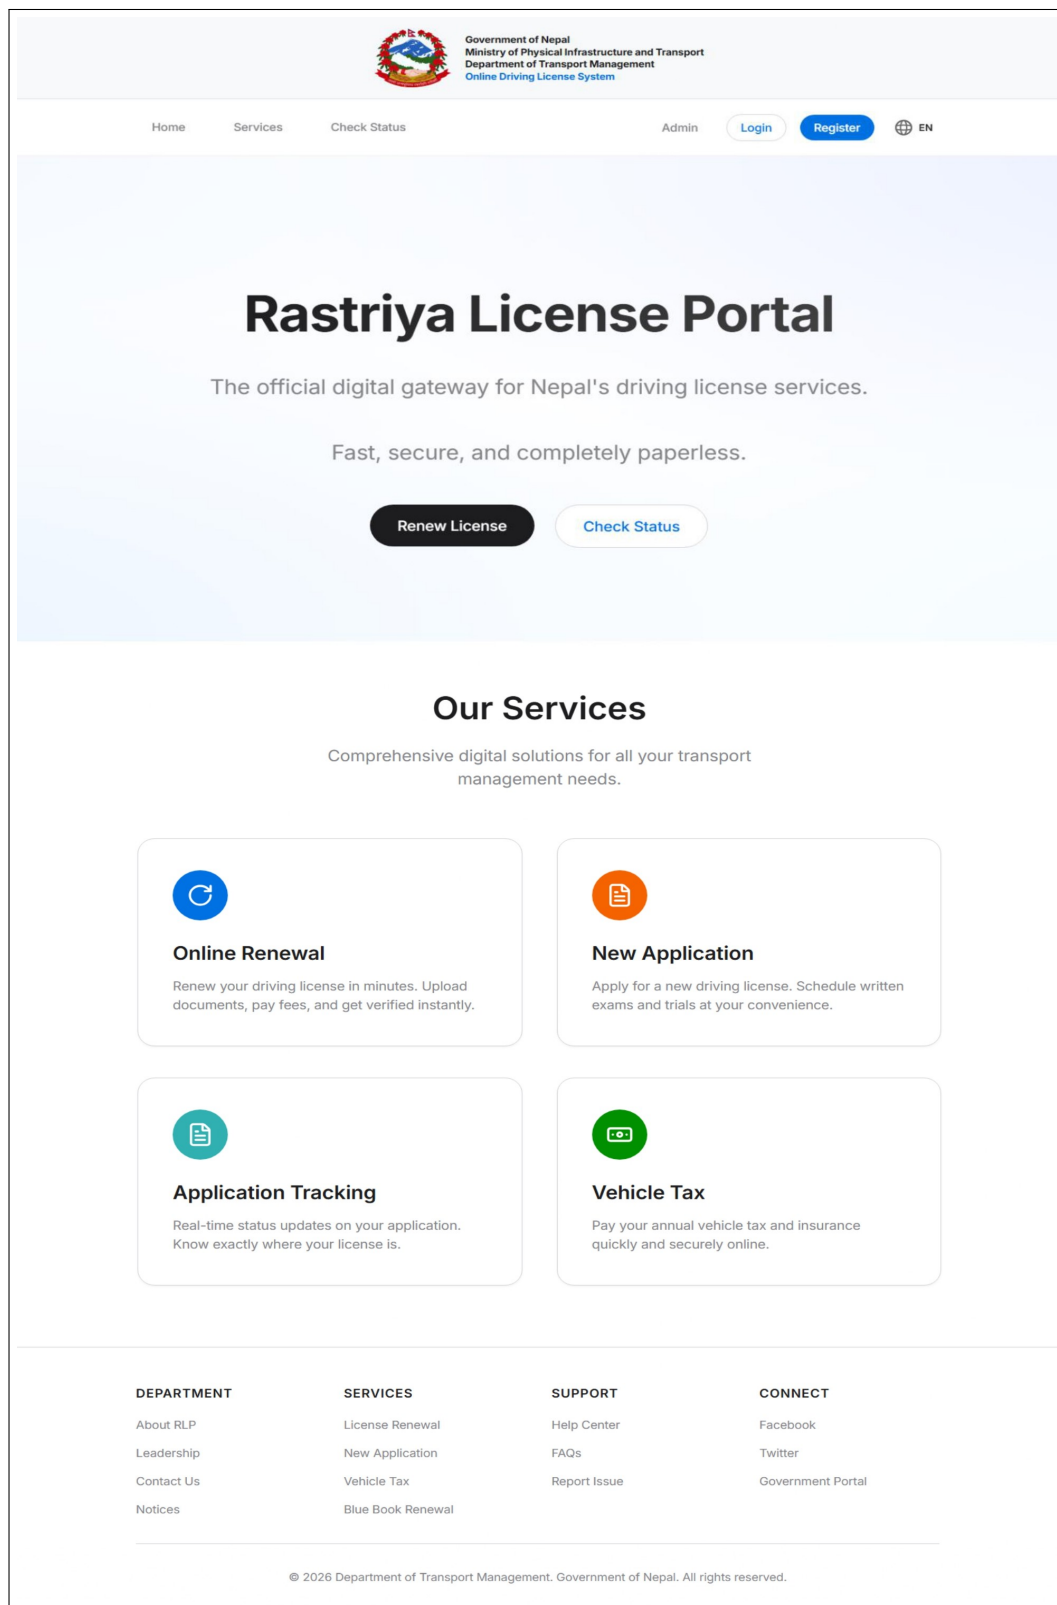 Government of Nepal
Ministry of Physical Infrastructure and Transport
Department of Transport Management
Online Driving License System
Home Services Check Status Admin Login Register EN
Rastriya License Portal
The official digital gateway for Nepal's driving license services.
Fast, secure, and completely paperless.
Renew License Check Status
Our Services
Comprehensive digital solutions for all your transport
management needs.
Online Renewal
Renew your driving license in minutes. Upload
documents, pay fees, and get verified instantly.
New Application
Apply for a new driving license. Schedule written
exams and trials at your convenience.
Application Tracking
Real-time status updates on your application.
Know exactly where your license is.
Vehicle Tax
Pay your annual vehicle tax and insurance
quickly and securely online.
DEPARTMENT
About RLP
Leadership
Contact Us
Notices
SERVICES
License Renewal
New Application
Vehicle Tax
Blue Book Renewal
SUPPORT
Help Center
FAQs
Report Issue
CONNECT
Facebook
Twitter
Government Portal
© 2026 Department of Transport Management. Government of Nepal. All rights reserved.